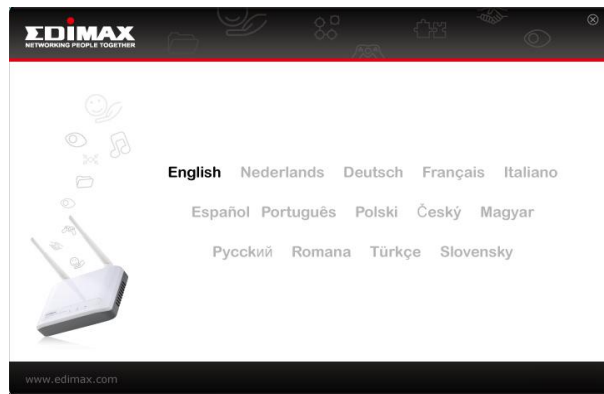 EDIMAX
NETWORKING PEOPLE TOGETHER
English Nederlands Deutsch Français Italiano
Español Português Polski Český Magyar
Русский Romana Türkçe Slovensky
www.edimax.com